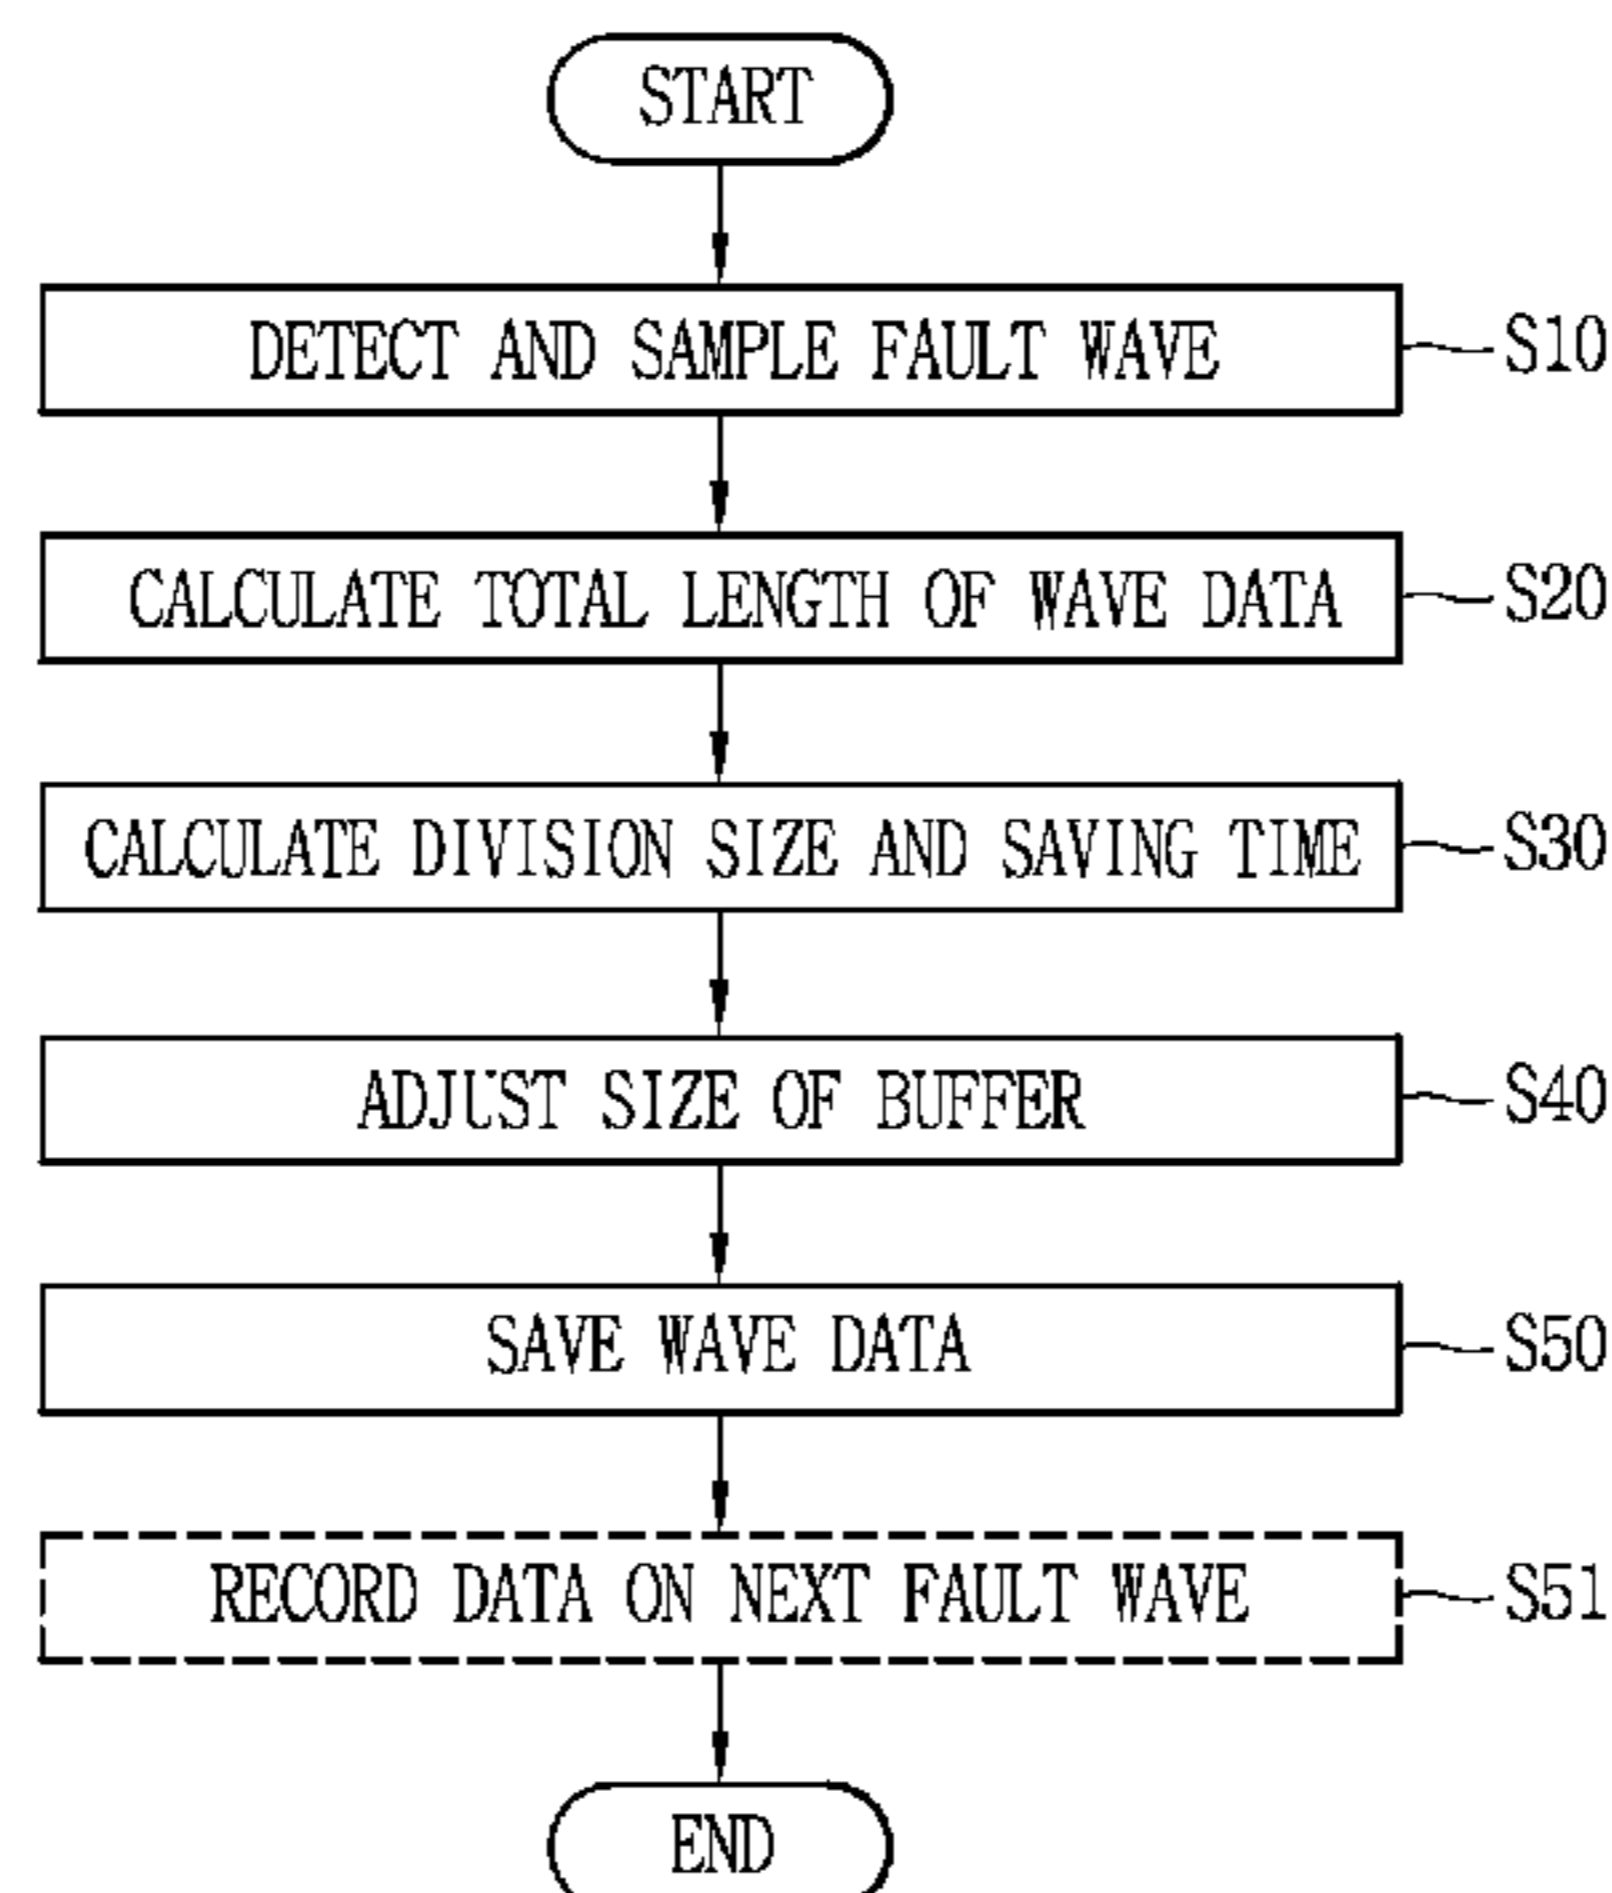 START
DETECT AND SAMPLE FAULT WAVE
S10
CALCULATE TOTAL LENGTH OF WAVE DATA
S20
CALCULATE DIVISION SIZE AND SAVING TIME
S30
ADJUST SIZE OF BUFFER
S40
SAVE WAVE DATA
S50
RECORD DATA ON NEXT FAULT WAVE
S51
END